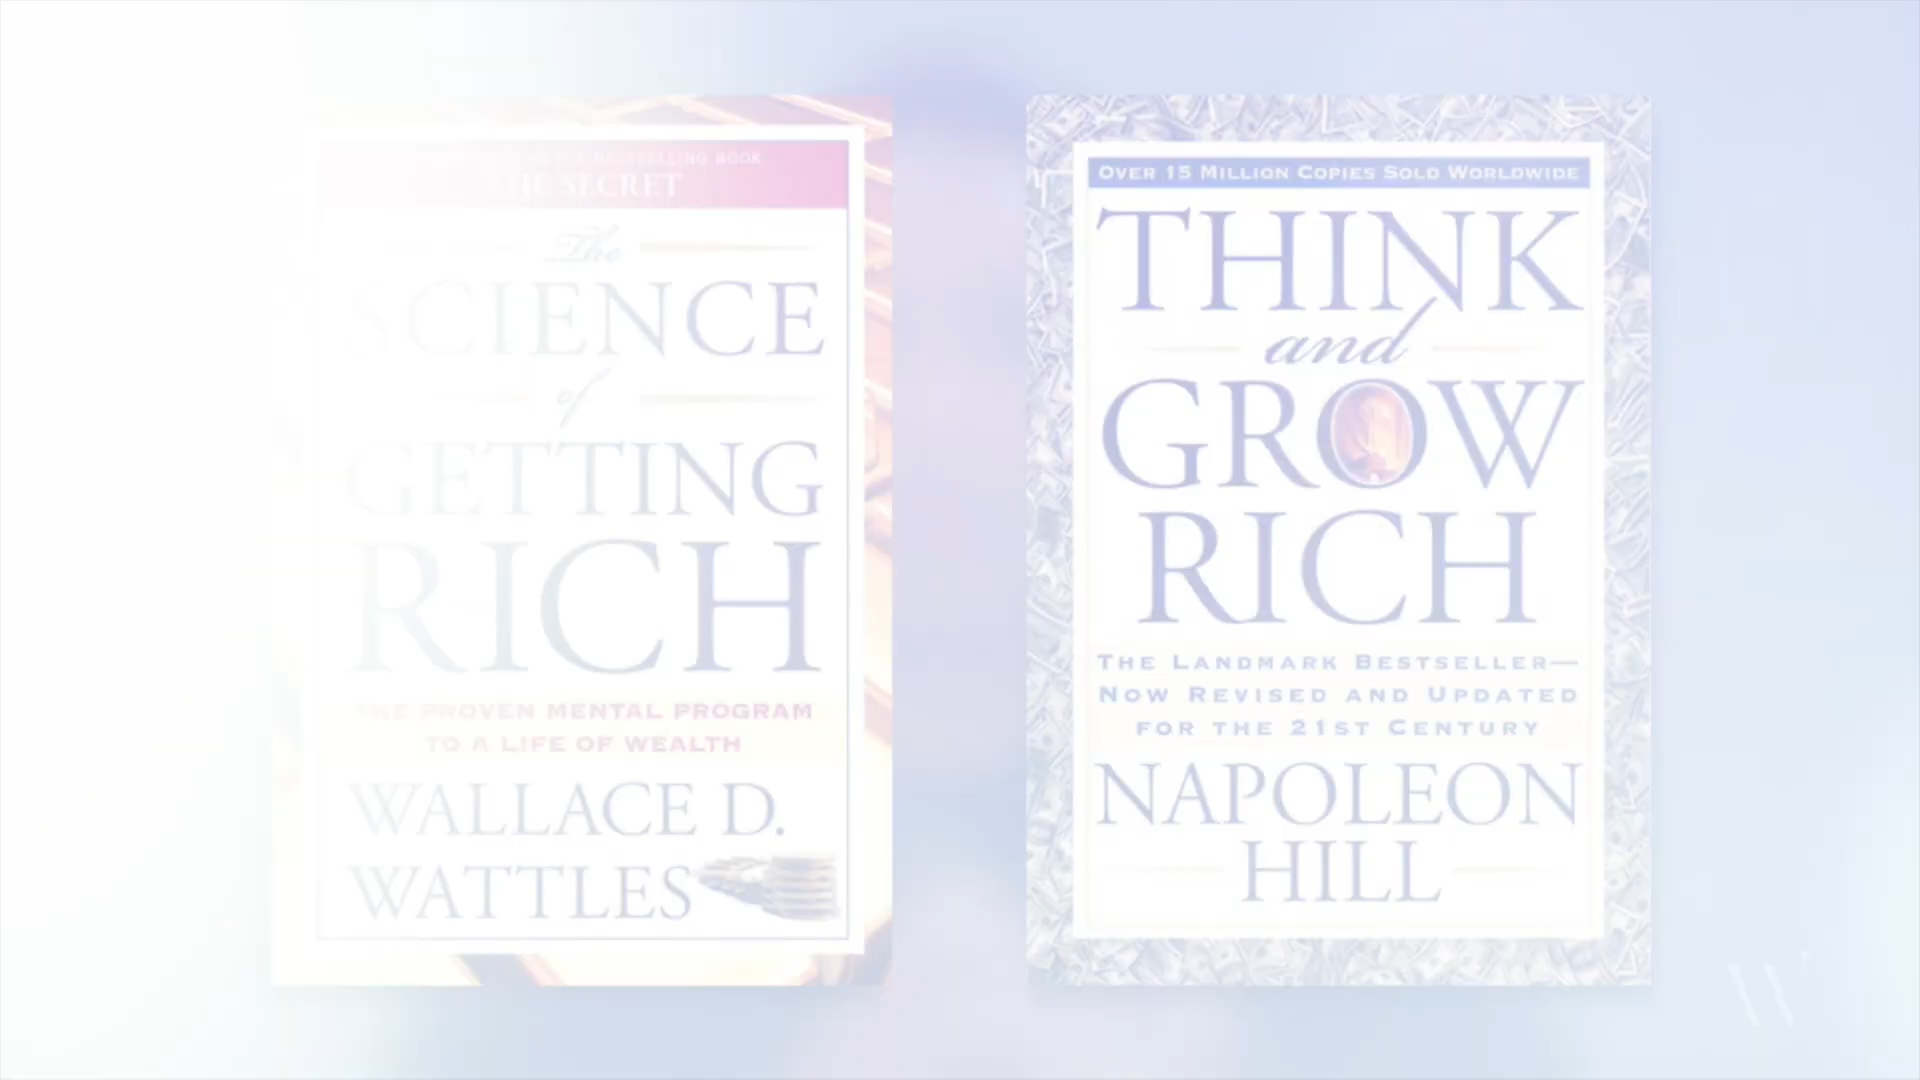 BESTSELLING BOOK
THE SECRET
The
SCIENCE
of
GETTING
RICH
THE PROVEN MENTAL PROGRAM
TO A LIFE OF WEALTH
WALLACE D.
WATTLES
OVER 15 MILLION COPIES SOLD WORLDWIDE
THINK
and
GROW
RICH
THE LANDMARK BESTSELLER—
NOW REVISED AND UPDATED
FOR THE 21ST CENTURY
NAPOLEON
HILL
W